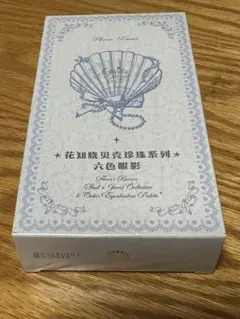 Flower Knows
✦花知晓贝壳珍珠系列✦
六色眼影
Flower Knows
Shell & Pearl Collection
6 Color Eyeshadow Palette